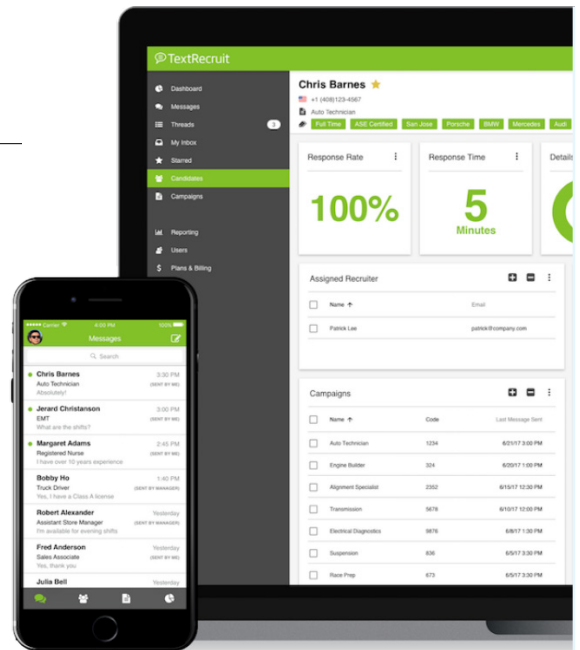 TextRecruit
Dashboard
Messages
Threads 3
My Inbox
Starred
Candidates
Campaigns
Reporting
Users
$ Plans & Billing
Chris Barnes
+1 (408)123-4567
Auto Technician
Full Time ASE Certified San Jose Porsche BMW Mercedes Audi
Response Rate
100%
Response Time
5
Minutes
Details
Assigned Recruiter
Name Email
Patrick Lee patrick@company.com
Campaigns
Name Code Last Message Sent
Auto Technician 1234 6/21/17 3:00 PM
Engine Builder 324 6/20/17 1:00 PM
Alignment Specialist 2352 6/15/17 12:30 PM
Transmission 5878 6/10/17 12:00 PM
Electrical Diagnostics 9876 6/8/17 1:30 PM
Suspension 836 6/5/17 3:30 PM
Race Prep 673 6/5/17 3:30 PM
Carrier 4:00 PM 100%
Messages
Search
Chris Barnes 3:30 PM
Auto Technician (SENT BY ME)
Absolutely!
Jerard Christanson 3:00 PM
EMT (SENT BY ME)
What are the shifts?
Margaret Adams 2:45 PM
Registered Nurse (SENT BY ME)
I have over 10 years experience
Bobby Ho 1:40 PM
Truck Driver (SENT BY MANAGER)
Yes, I have a Class A license
Robert Alexander Yesterday
Assistant Store Manager (SENT BY MANAGER)
I'm available for evening shifts
Fred Anderson Yesterday
Sales Associate (SENT BY ME)
Yes, thank you
Julia Bell Yesterday